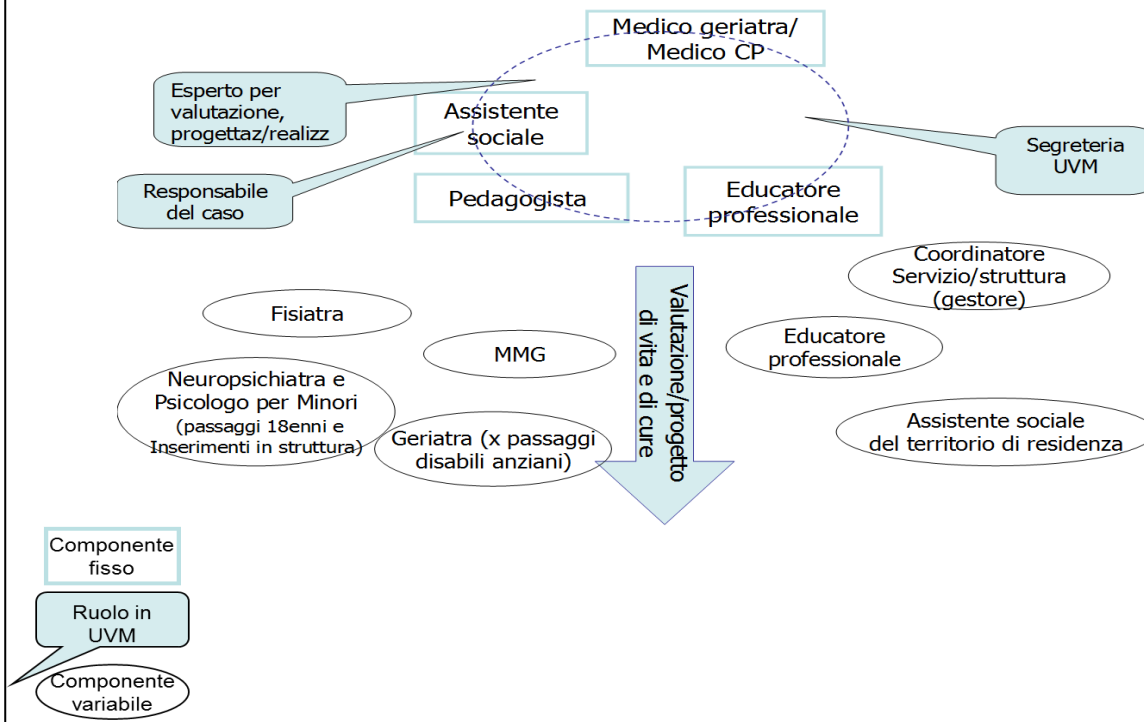 Medico geriatra/
Medico CP
Esperto per
valutazione,
progettaz/realizz
Assistente
sociale
Segreteria
UVM
Responsabile
del caso
Pedagogista
Educatore
professionale
Coordinatore
Servizio/struttura
(gestore)
Fisiatra
MMG
Valutazione/progetto
di vita e di cure
Educatore
professionale
Neuropsichiatra e
Psicologo per Minori
(passaggi 18enni e
Inserimenti in struttura)
Geriatra (x passaggi
disabili anziani)
Assistente sociale
del territorio di residenza
Componente
fisso
Ruolo in
UVM
Componente
variabile